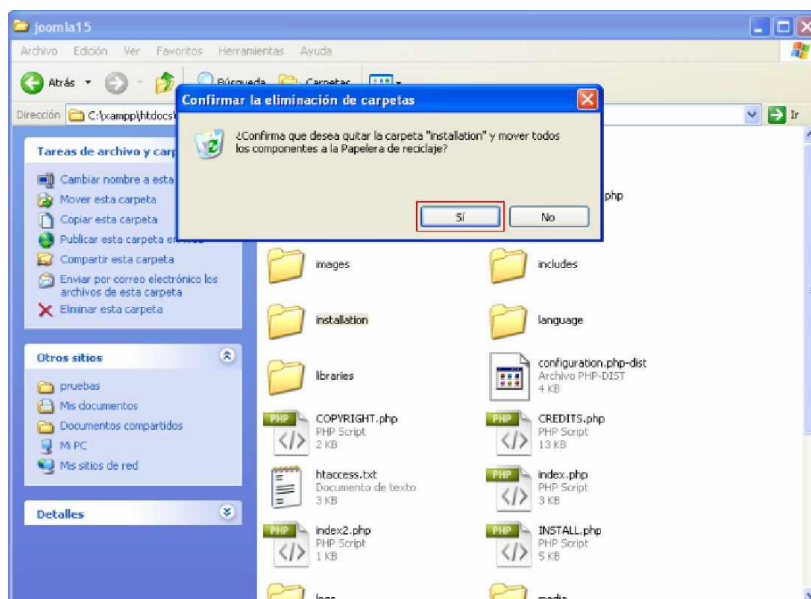 joomla15
Archivo Edición Ver Favoritos Herramientas Ayuda
Atrás Búsqueda Carpetas
Dirección C:\xampp\htdocs\ Ir
Confirmar la eliminación de carpetas
¿Confirma que desea quitar la carpeta "installation" y mover todos
los componentes a la Papelera de reciclaje?
Sí No
Tareas de archivo y carp
Cambiar nombre a esta
Mover esta carpeta
Copiar esta carpeta
Publicar esta carpeta en
Compartir esta carpeta
Enviar por correo electrónico los
archivos de esta carpeta
Eliminar esta carpeta
Otros sitios
pruebas
Mis documentos
Documentos compartidos
Mi PC
Mis sitios de red
Detalles
php
images
includes
installation
language
libraries
configuration.php-dist
Archivo PHP-DIST
4 KB
PHP
COPYRIGHT.php
PHP Script
2 KB
PHP
CREDITS.php
PHP Script
13 KB
htaccess.txt
Documento de texto
3 KB
PHP
index.php
PHP Script
3 KB
PHP
index2.php
PHP Script
1 KB
PHP
INSTALL.php
PHP Script
5 KB
logs
media